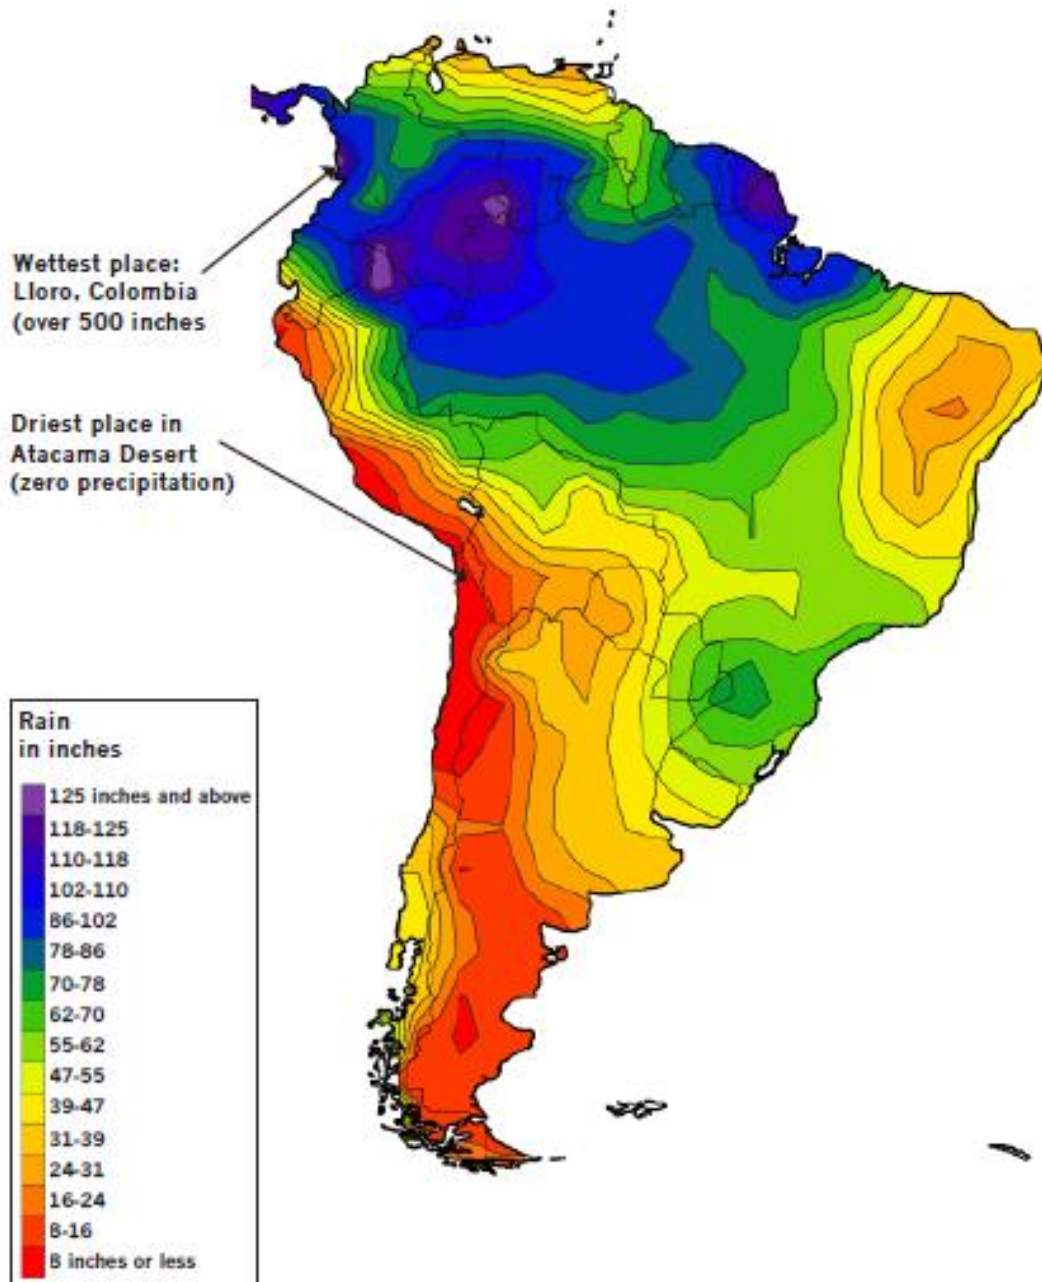 Wettest place:
Lloro, Colombia
(over 500 inches
Driest place in
Atacama Desert
(zero precipitation)
Rain
in inches
125 inches and above
118-125
110-118
102-110
86-102
78-86
70-78
62-70
55-62
47-55
39-47
31-39
24-31
16-24
8-16
8 inches or less